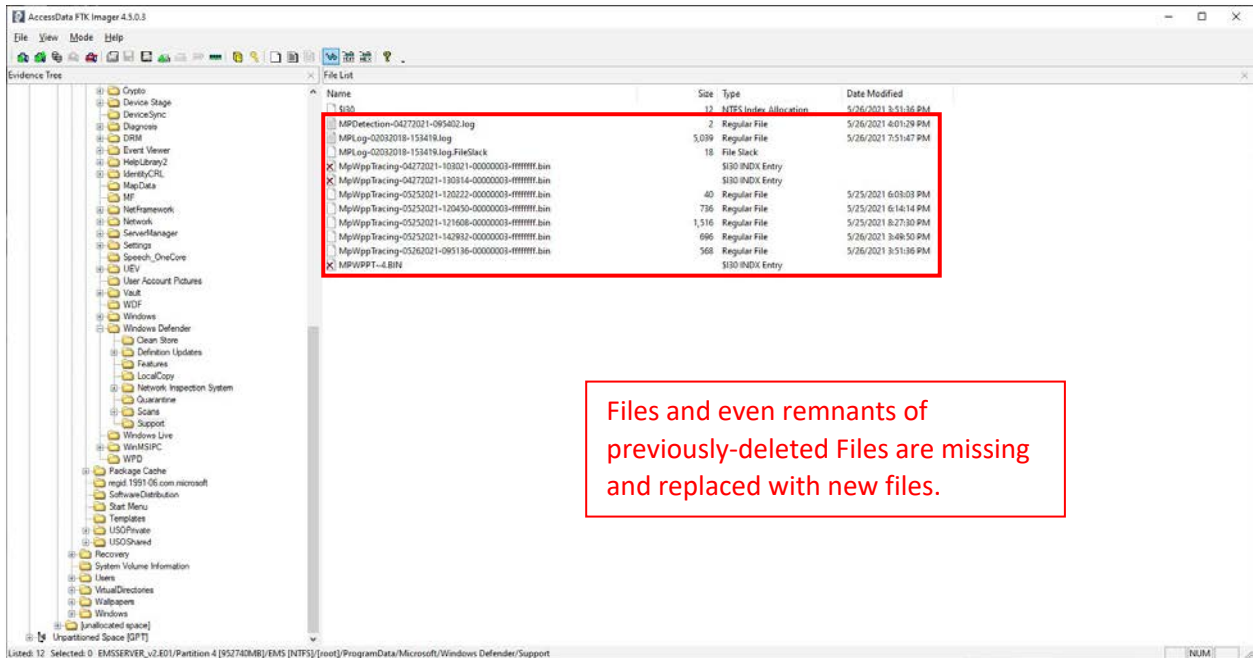 AccessData FTK Imager 4.5.0.3
File View Mode Help
Evidence Tree
File List
Crypto
Device Stage
DeviceSync
Diagnosis
DRM
Event Viewer
HelpLibrary2
IdentityCRL
MapData
MF
NetFramework
Network
ServerManager
Settings
Speech_OneCore
UEV
User Account Pictures
Vault
WDF
Windows
Windows Defender
Clean Store
Definition Updates
Features
LocalCopy
Network Inspection System
Quarantine
Scans
Support
Windows Live
WinMSIPC
WPD
Package Cache
regid.1991-06.com.microsoft
SoftwareDistribution
Start Menu
Templates
USOPrivate
USOShared
Recovery
System Volume Information
Users
VirtualDirectories
Wallpapers
Windows
[unallocated space]
Unpartitioned Space [GPT]
Name Size Type Date Modified
$I30 12 NTFS Index Allocation 5/26/2021 3:51:36 PM
MPDetection-04272021-095402.log 2 Regular File 5/26/2021 4:01:29 PM
MPLog-02032018-153419.log 5,039 Regular File 5/26/2021 7:51:47 PM
MPLog-02032018-153419.log.FileSlack 18 File Slack
MpWppTracing-04272021-103021-00000003-ffffffff.bin $I30 INDX Entry
MpWppTracing-04272021-130314-00000003-ffffffff.bin $I30 INDX Entry
MpWppTracing-05252021-120222-00000003-ffffffff.bin 40 Regular File 5/25/2021 6:03:03 PM
MpWppTracing-05252021-120450-00000003-ffffffff.bin 736 Regular File 5/25/2021 6:14:14 PM
MpWppTracing-05252021-121608-00000003-ffffffff.bin 1,516 Regular File 5/25/2021 8:27:30 PM
MpWppTracing-05252021-142932-00000003-ffffffff.bin 696 Regular File 5/26/2021 3:49:50 PM
MpWppTracing-05262021-095136-00000003-ffffffff.bin 568 Regular File 5/26/2021 3:51:36 PM
MPWPPT~4.BIN $I30 INDX Entry
Files and even remnants of
previously-deleted Files are missing
and replaced with new files.
Listed: 12 Selected: 0 EMSSERVER_v2.E01/Partition 4 [952740MB]/EMS [NTFS]/[root]/ProgramData/Microsoft/Windows Defender/Support
NUM